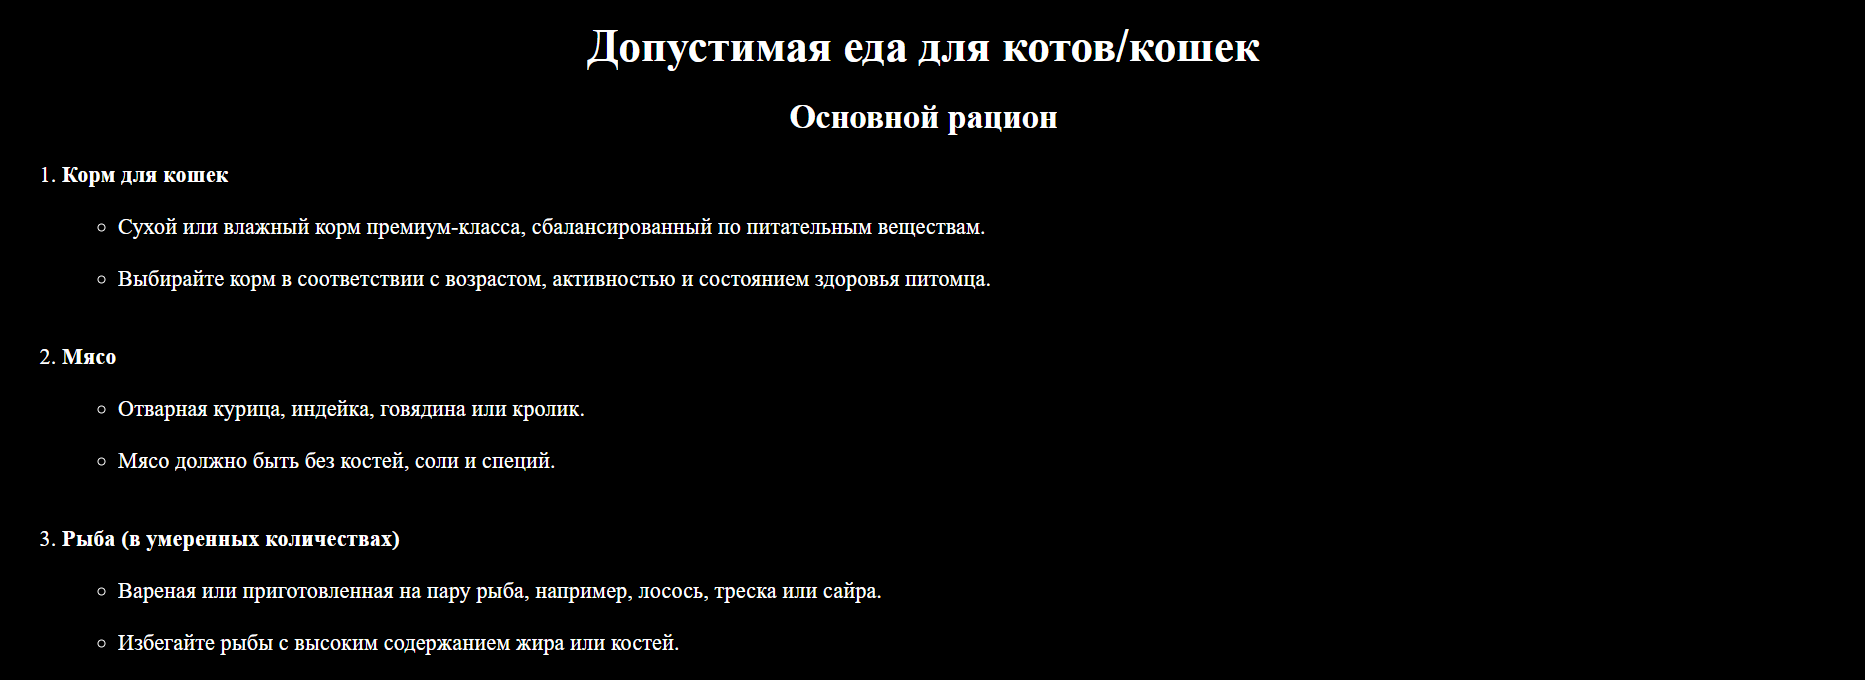 Допустимая еда для котов/кошек
Основной рацион
1. Корм для кошек
○ Сухой или влажный корм премиум-класса, сбалансированный по питательным веществам.
○ Выбирайте корм в соответствии с возрастом, активностью и состоянием здоровья питомца.
2. Мясо
○ Отварная курица, индейка, говядина или кролик.
○ Мясо должно быть без костей, соли и специй.
3. Рыба (в умеренных количествах)
○ Вареная или приготовленная на пару рыба, например, лосось, треска или сайра.
○ Избегайте рыбы с высоким содержанием жира или костей.